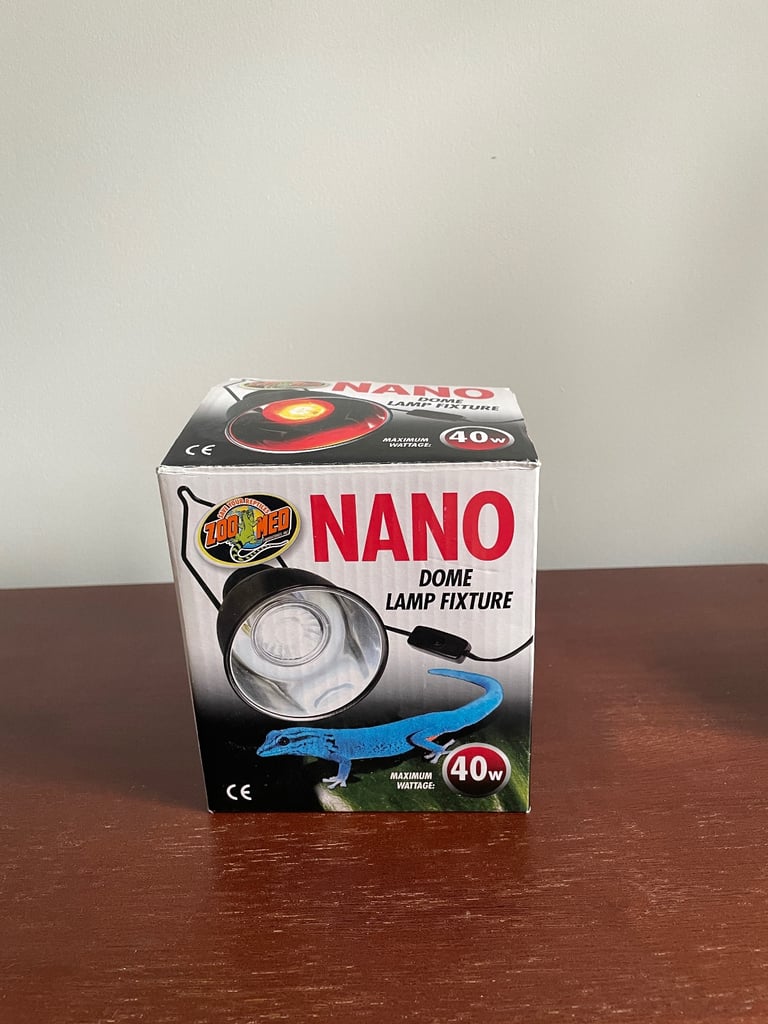 NANO
DOME
LAMP FIXTURE
MAXIMUM
WATTAGE:
40w
CE
ZOO MED
NANO
DOME
LAMP FIXTURE
MAXIMUM
WATTAGE:
40w
CE